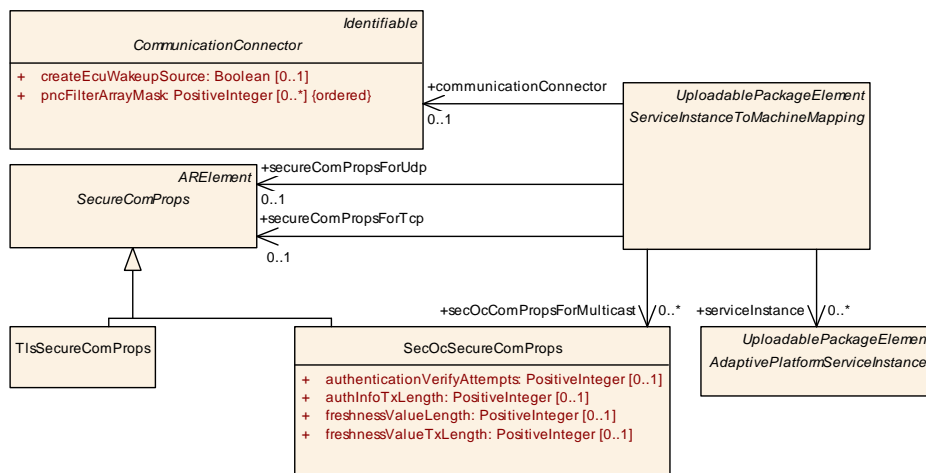 Identifiable
CommunicationConnector
+ createEcuWakeupSource: Boolean [0..1]
+ pncFilterArrayMask: PositiveInteger [0..*] {ordered}
+communicationConnector
0..1
UploadablePackageElement
ServiceInstanceToMachineMapping
ARElement
SecureComProps
+secureComPropsForUdp
0..1
+secureComPropsForTcp
0..1
+secOcComPropsForMulticast 0..*
+serviceInstance 0..*
TlsSecureComProps
SecOcSecureComProps
+ authenticationVerifyAttempts: PositiveInteger [0..1]
+ authInfoTxLength: PositiveInteger [0..1]
+ freshnessValueLength: PositiveInteger [0..1]
+ freshnessValueTxLength: PositiveInteger [0..1]
UploadablePackageElement
AdaptivePlatformServiceInstance